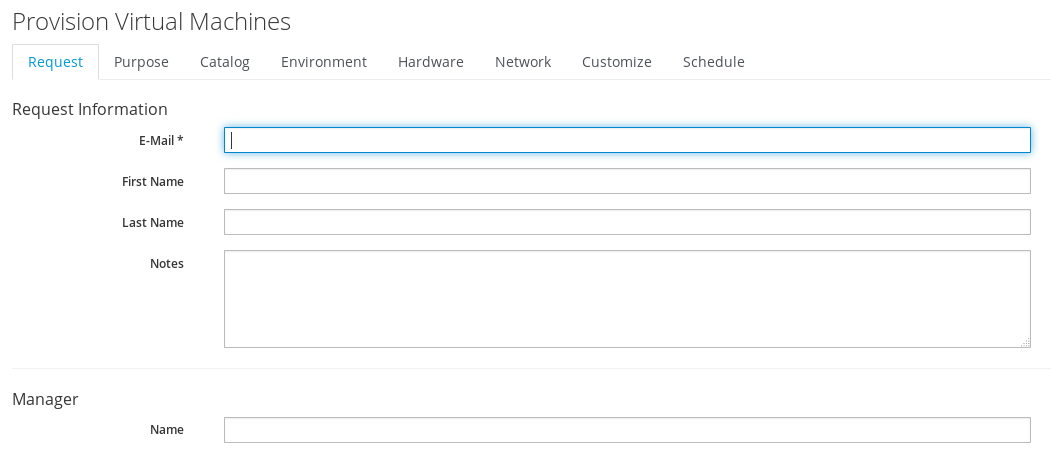 Provision Virtual Machines
Request Purpose Catalog Environment Hardware Network Customize Schedule
Request Information
E-Mail *
First Name
Last Name
Notes
Manager
Name